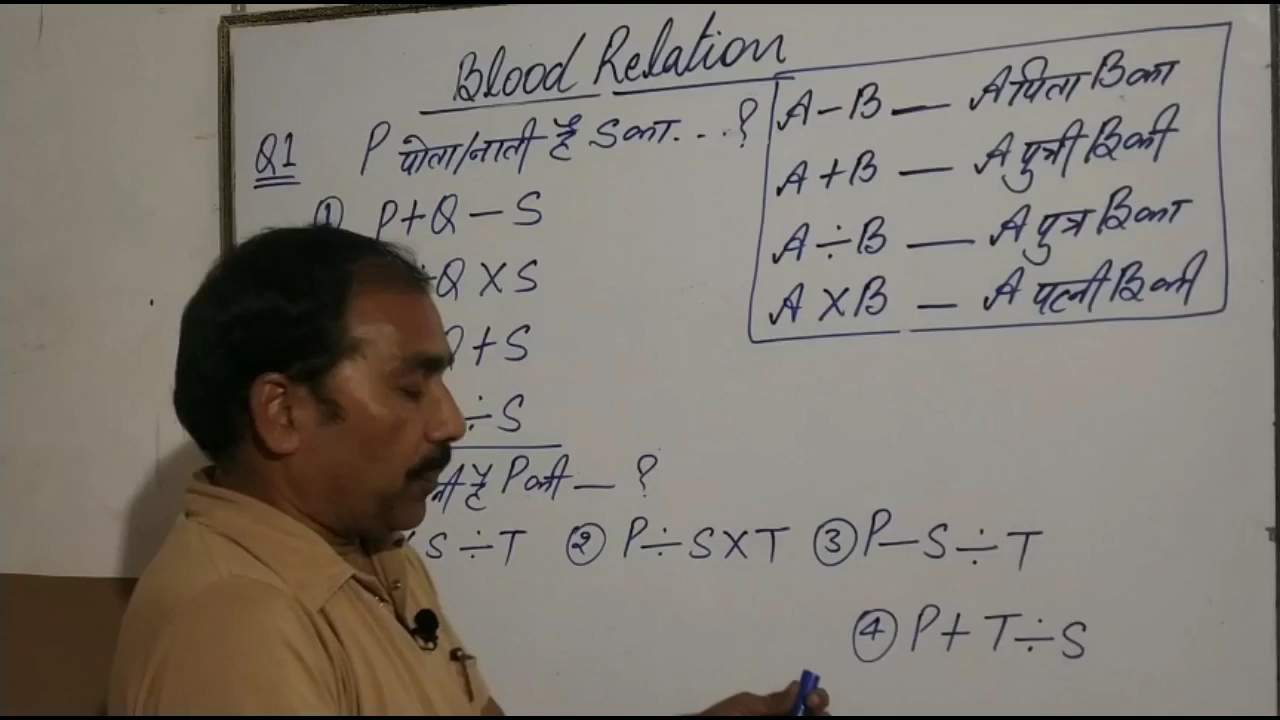 Blood Relation
Q1 P पोता/नाती है S का...?
① P+Q−S
Q×S
+S
÷S
है P की — ?
S÷T ② P÷S×T ③ P−S÷T
④ P+T÷S
A−B — A पिता B का
A+B — A पुत्री B की
A÷B — A पुत्र B का
A×B — A पत्नी B की